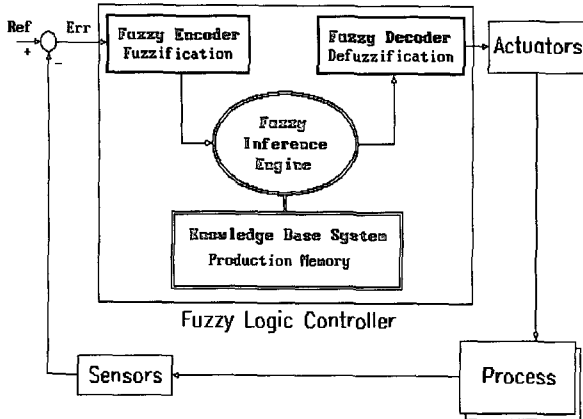 Ref
+
−
Err
Fuzzy Encoder
Fuzzification
Fuzzy Decoder
Defuzzification
Actuators
Fuzzy
Inference
Engine
Knowledge Base System
Production Memory
Fuzzy Logic Controller
Sensors
Process